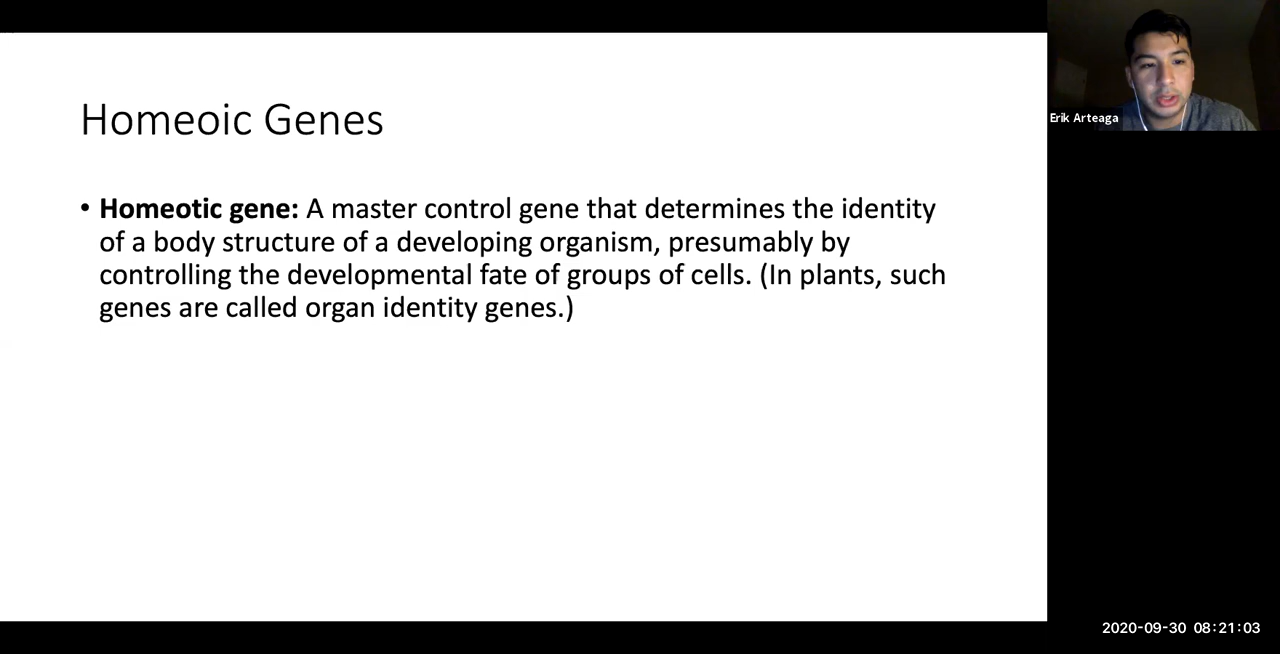 Homeoic Genes
• Homeotic gene: A master control gene that determines the identity
of a body structure of a developing organism, presumably by
controlling the developmental fate of groups of cells. (In plants, such
genes are called organ identity genes.)
Erik Arteaga
2020-09-30 08:21:03